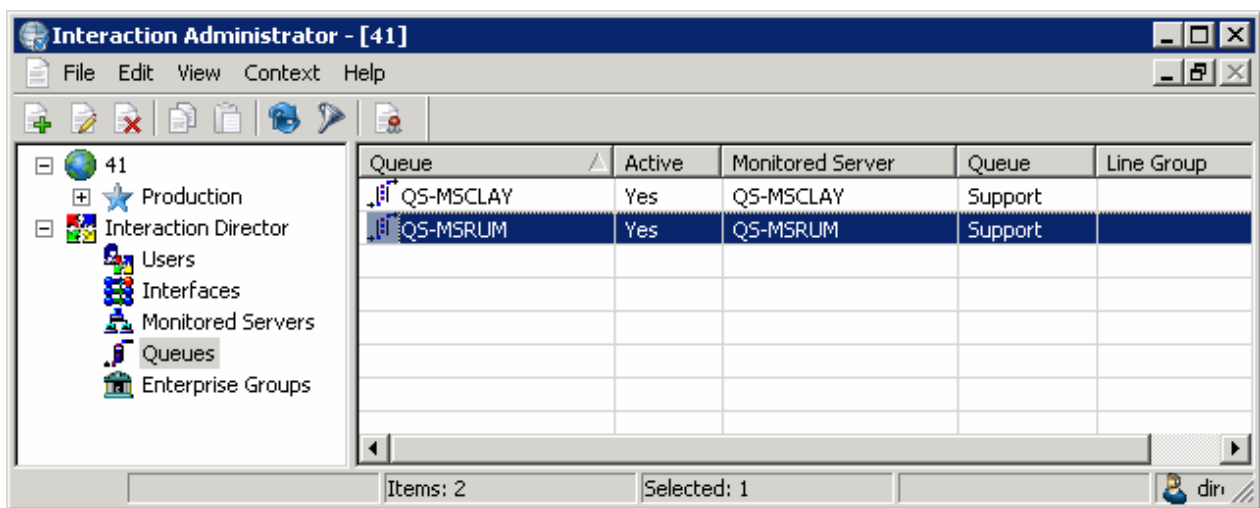 Interaction Administrator - [41]
File Edit View Context Help
41
Production
Interaction Director
Users
Interfaces
Monitored Servers
Queues
Enterprise Groups
Queue Active Monitored Server Queue Line Group
QS-MSCLAY Yes QS-MSCLAY Support
QS-MSRUM Yes QS-MSRUM Support
Items: 2 Selected: 1